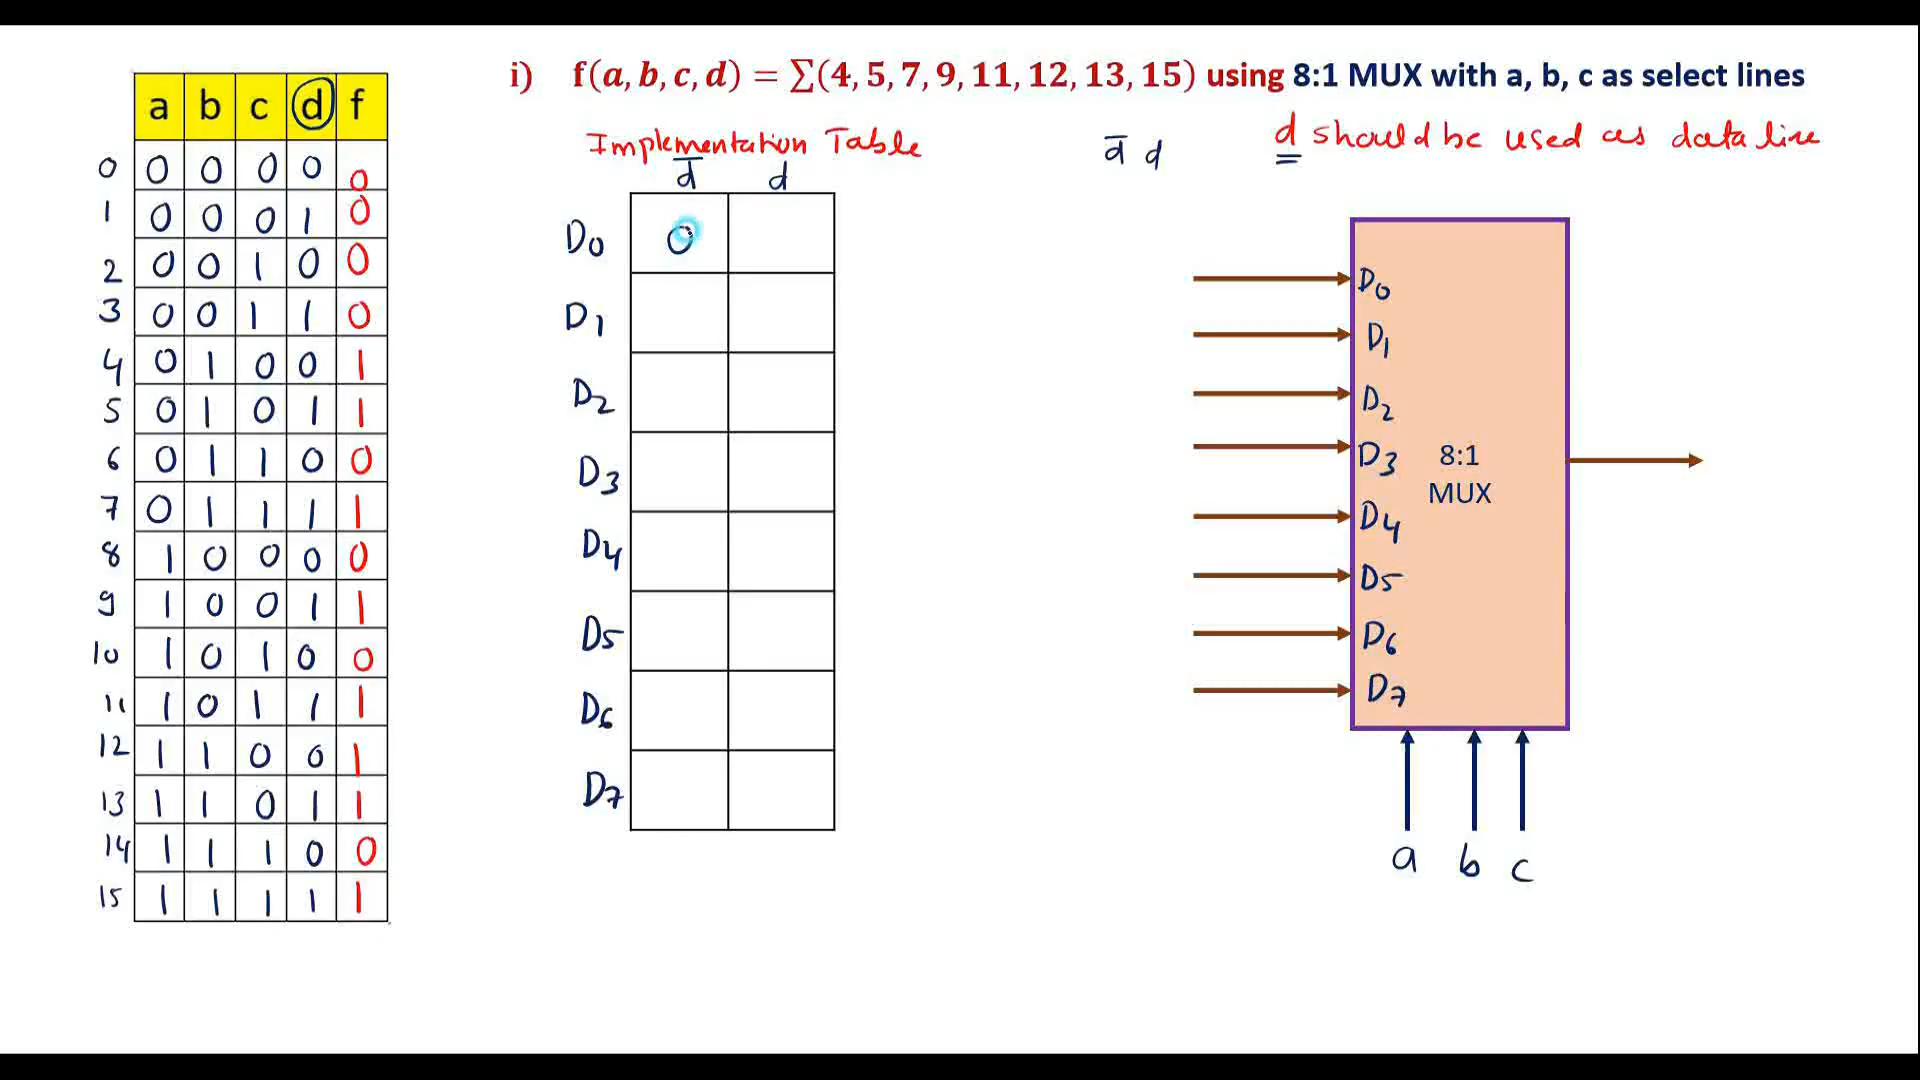 i) f(a, b, c, d) = ∑(4, 5, 7, 9, 11, 12, 13, 15) using 8:1 MUX with a, b, c as select lines
a b c d f
0 0 0 0 0 0
1 0 0 0 1 0
2 0 0 1 0 0
3 0 0 1 1 0
4 0 1 0 0 1
5 0 1 0 1 1
6 0 1 1 0 0
7 0 1 1 1 1
8 1 0 0 0 0
9 1 0 0 1 1
10 1 0 1 0 0
11 1 0 1 1 1
12 1 1 0 0 1
13 1 1 0 1 1
14 1 1 1 0 0
15 1 1 1 1 1
Implementation Table
d̅ d
D0 0
D1
D2
D3
D4
D5
D6
D7
d̅ d
d should be used as data line
D0
D1
D2
D3
D4
D5
D6
D7
8:1
MUX
a b c